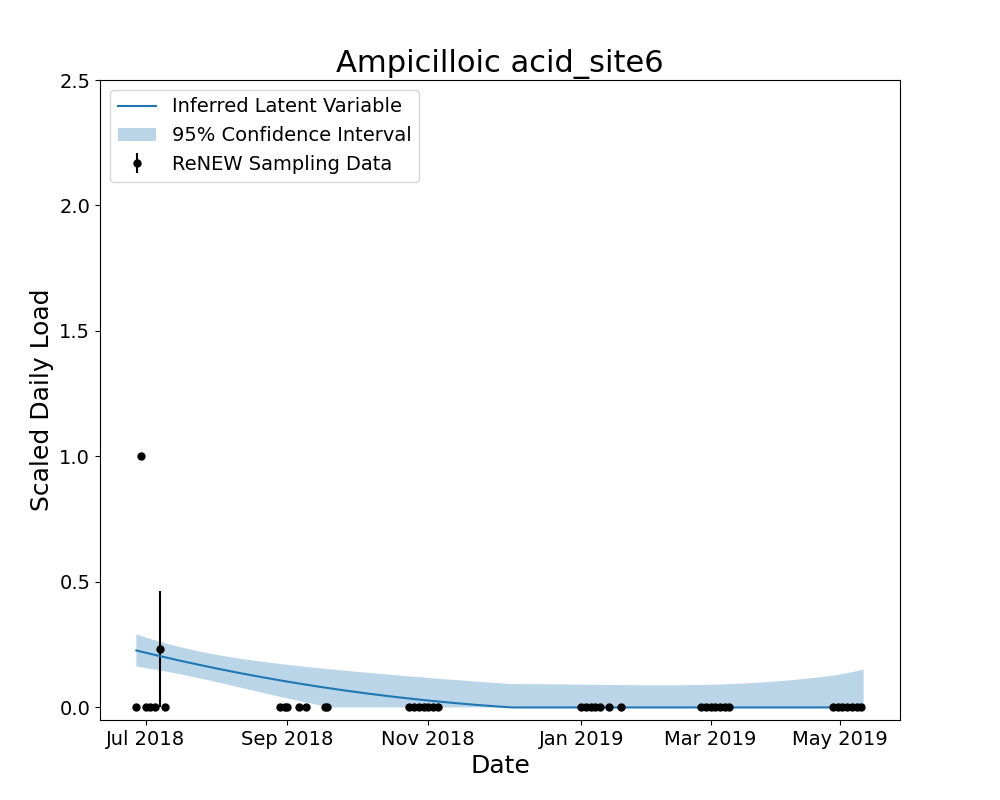 Ampicilloic acid_site6
2.5
Inferred Latent Variable
95% Confidence Interval
ReNEW Sampling Data
2.0
1.5
1.0
0.5
0.0
Scaled Daily Load
Jul 2018 Sep 2018 Nov 2018 Jan 2019 Mar 2019 May 2019
Date